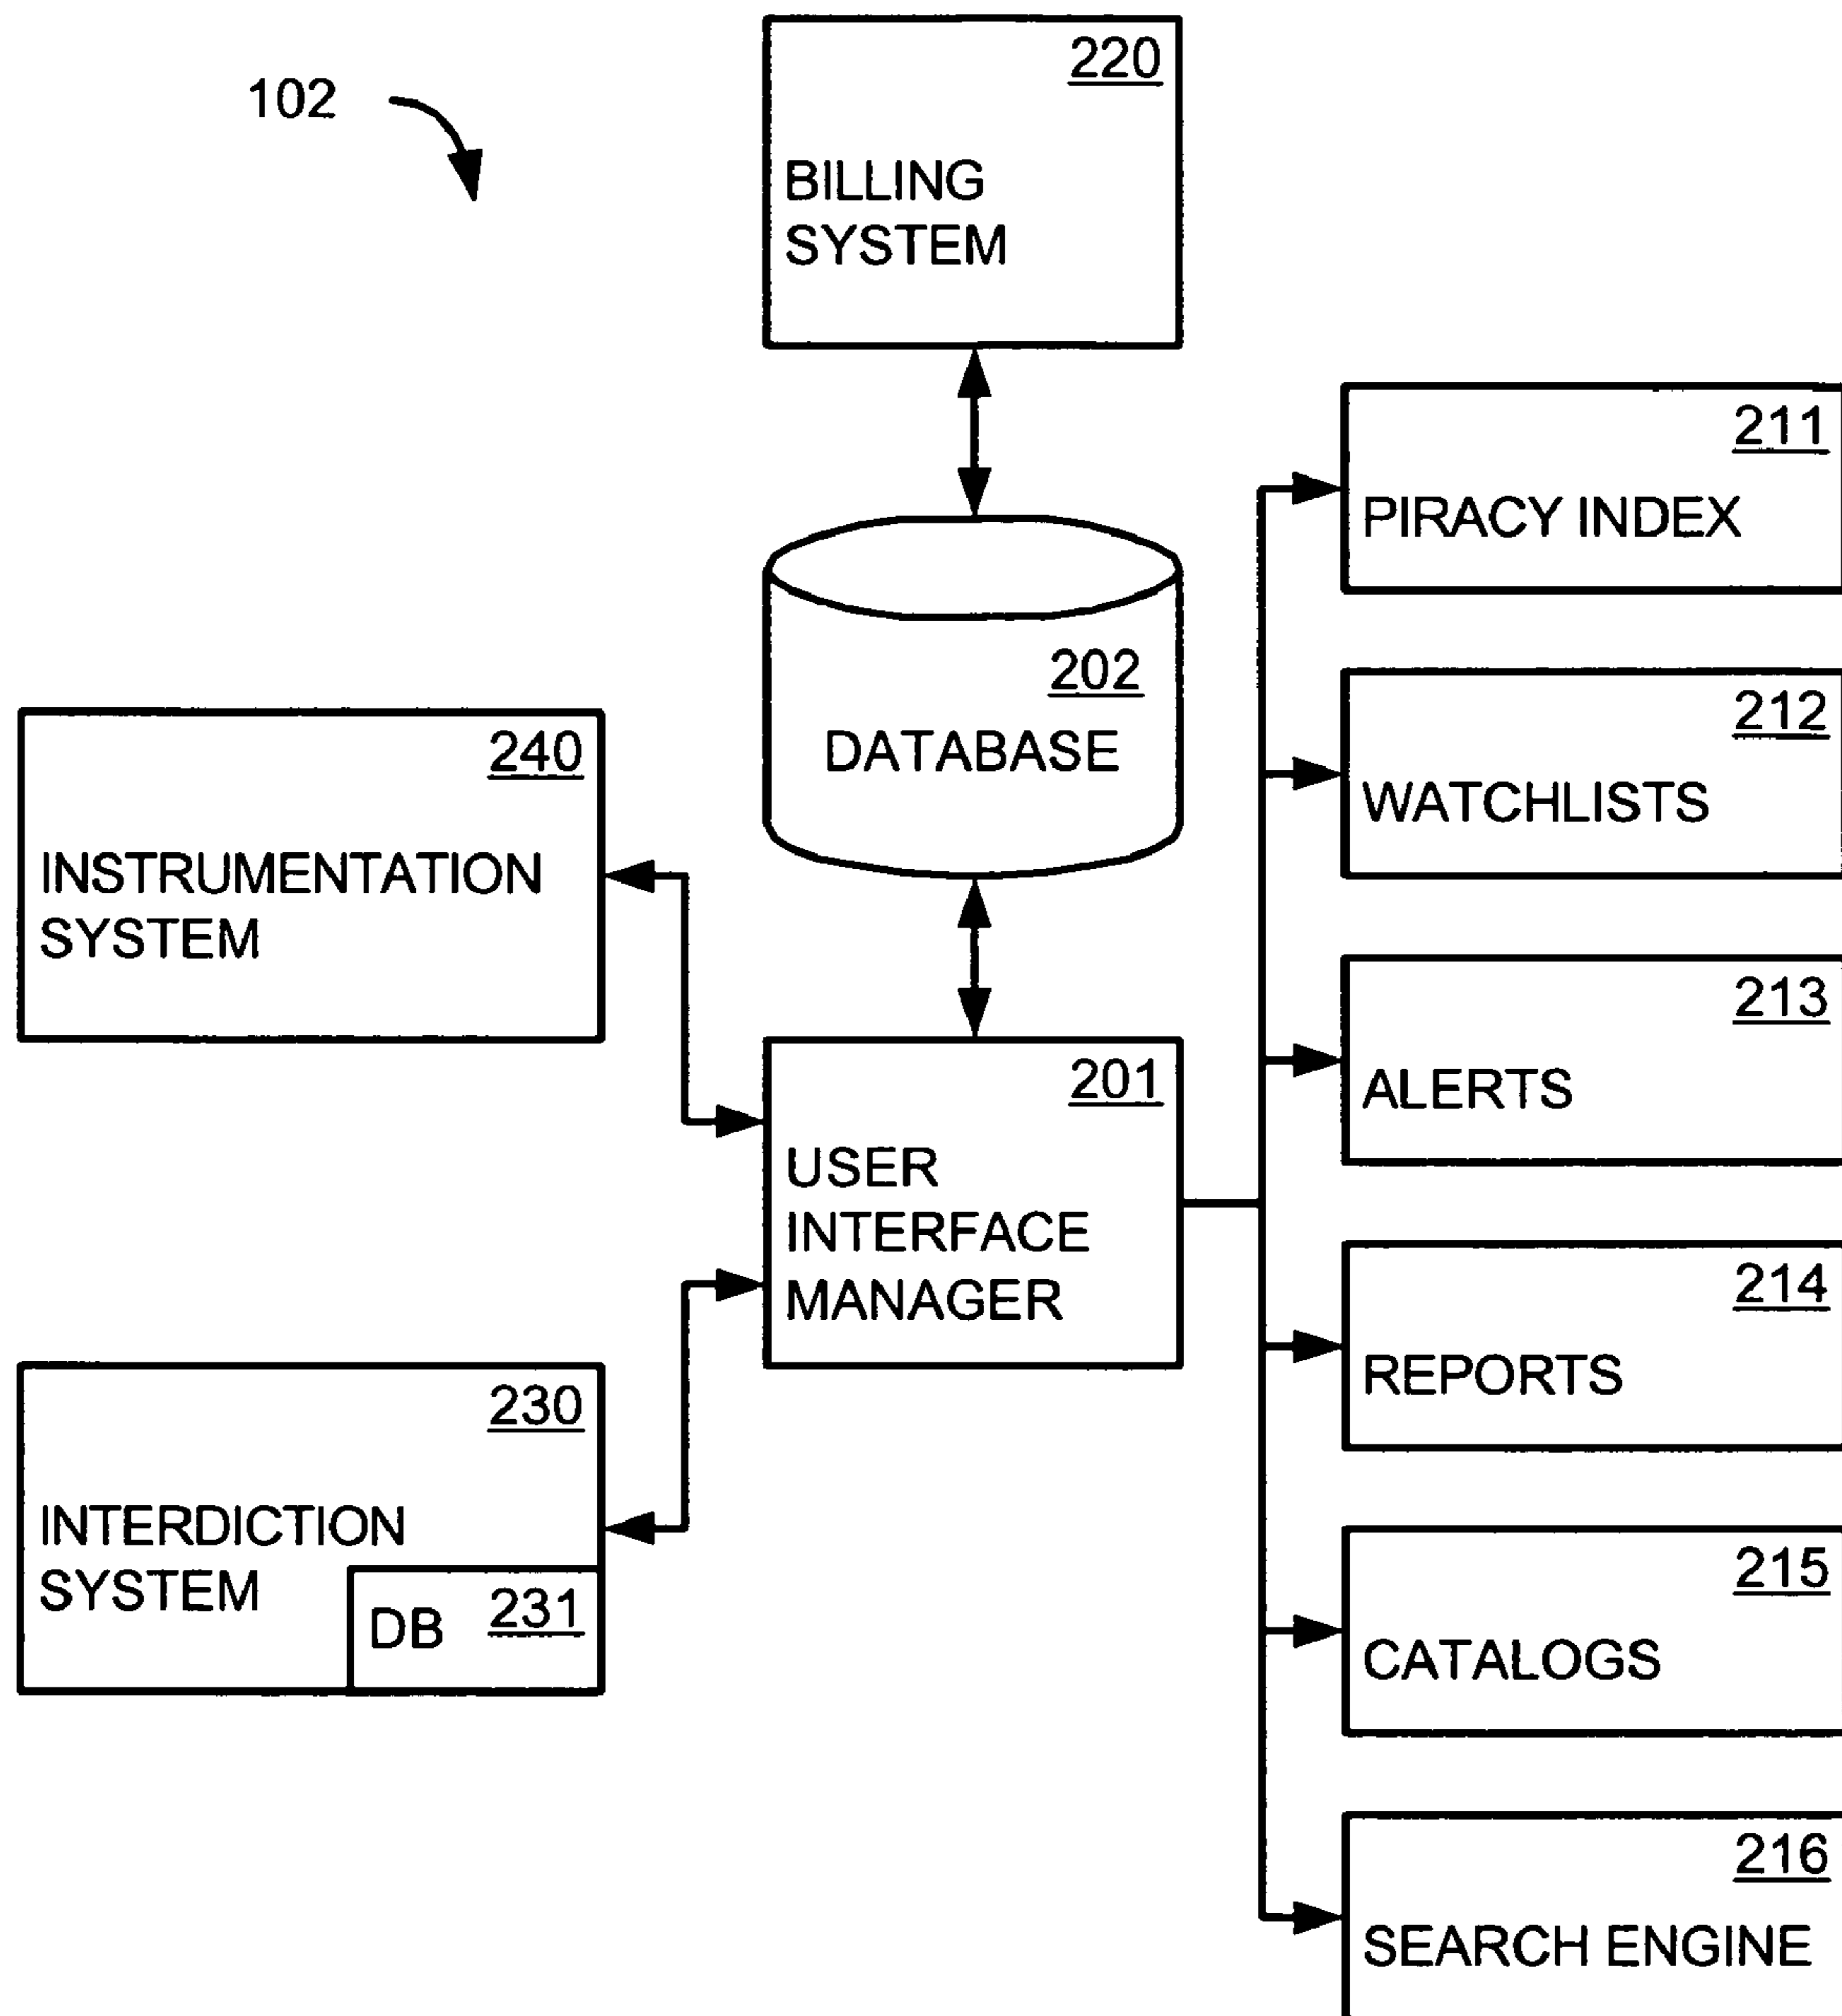 102
220
BILLING
SYSTEM
202
DATABASE
240
INSTRUMENTATION
SYSTEM
201
USER
INTERFACE
MANAGER
230
INTERDICTION
SYSTEM
DB 231
211
PIRACY INDEX
212
WATCHLISTS
213
ALERTS
214
REPORTS
215
CATALOGS
216
SEARCH ENGINE